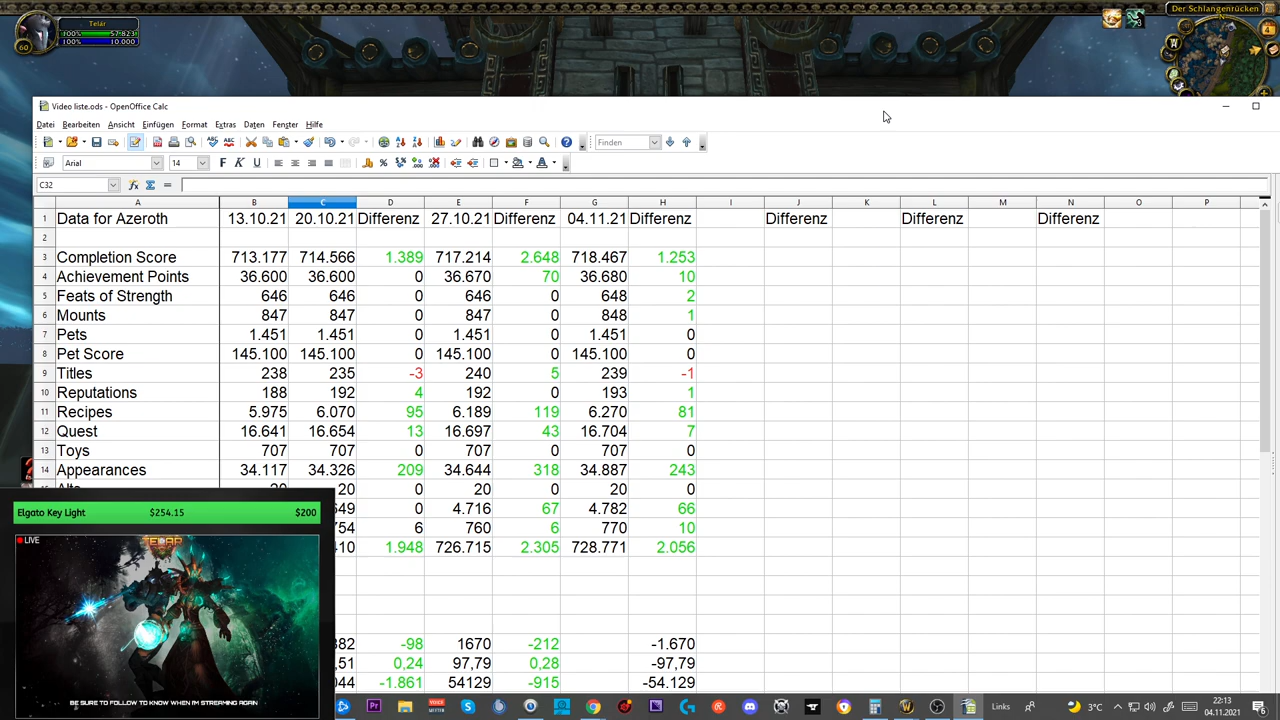 Telár
100% 57.823
100% 10.000
60
Der Schlangenrücken
N
4
Video liste.ods - OpenOffice Calc
Datei Bearbeiten Ansicht Einfügen Format Extras Daten Fenster Hilfe
Finden
Arial 14 F K U
C32
A B C D E F G H I J K L M N O P
1 Data for Azeroth 13.10.21 20.10.21 Differenz 27.10.21 Differenz 04.11.21 Differenz Differenz Differenz Differenz
2
3 Completion Score 713.177 714.566 1.389 717.214 2.648 718.467 1.253
4 Achievement Points 36.600 36.600 0 36.670 70 36.680 10
5 Feats of Strength 646 646 0 646 0 648 2
6 Mounts 847 847 0 847 0 848 1
7 Pets 1.451 1.451 0 1.451 0 1.451 0
8 Pet Score 145.100 145.100 0 145.100 0 145.100 0
9 Titles 238 235 -3 240 5 239 -1
10 Reputations 188 192 4 192 0 193 1
11 Recipes 5.975 6.070 95 6.189 119 6.270 81
12 Quest 16.641 16.654 13 16.697 43 16.704 7
13 Toys 707 707 0 707 0 707 0
14 Appearances 34.117 34.326 209 34.644 318 34.887 243
20 0 20 0 20 0
649 0 4.716 67 4.782 66
754 6 760 6 770 10
410 1.948 726.715 2.305 728.771 2.056
382 -98 1670 -212 -1.670
,51 0,24 97,79 0,28 -97,79
044 -1.861 54129 -915 -54.129
Elgato Key Light $254.15 $200
LIVE
TELAR
BE SURE TO FOLLOW TO KNOW WHEN I'M STREAMING AGAIN
Links 3°C 22:13
04.11.2021